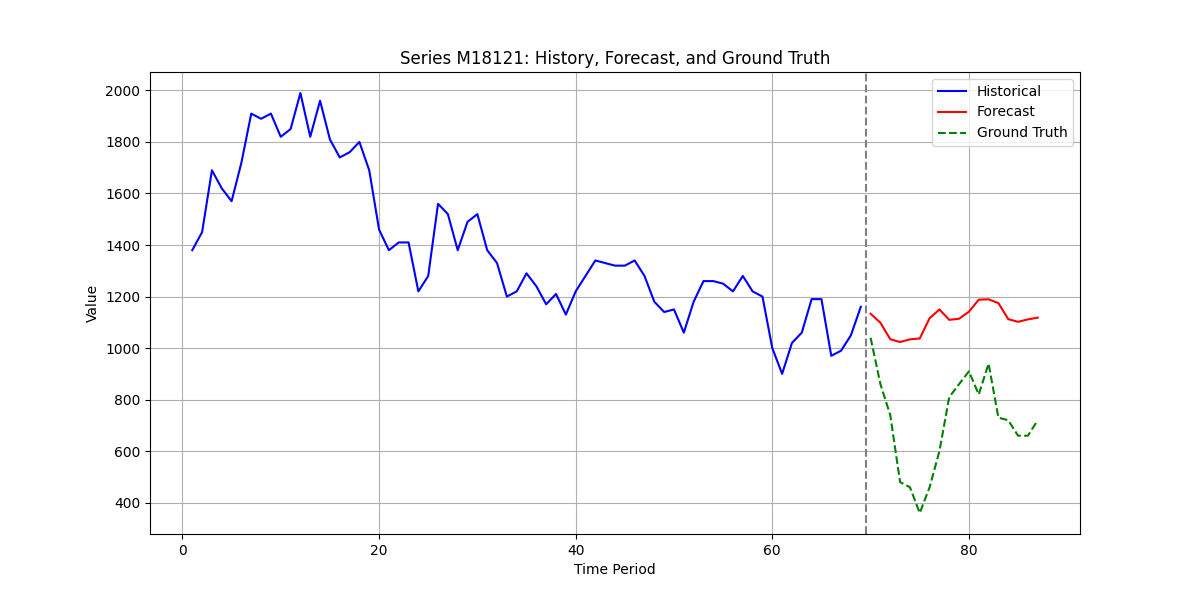 Series M18121: History, Forecast, and Ground Truth
Value
2000
1800
1600
1400
1200
1000
800
600
400
Historical
Forecast
Ground Truth
0 20 40 60 80
Time Period